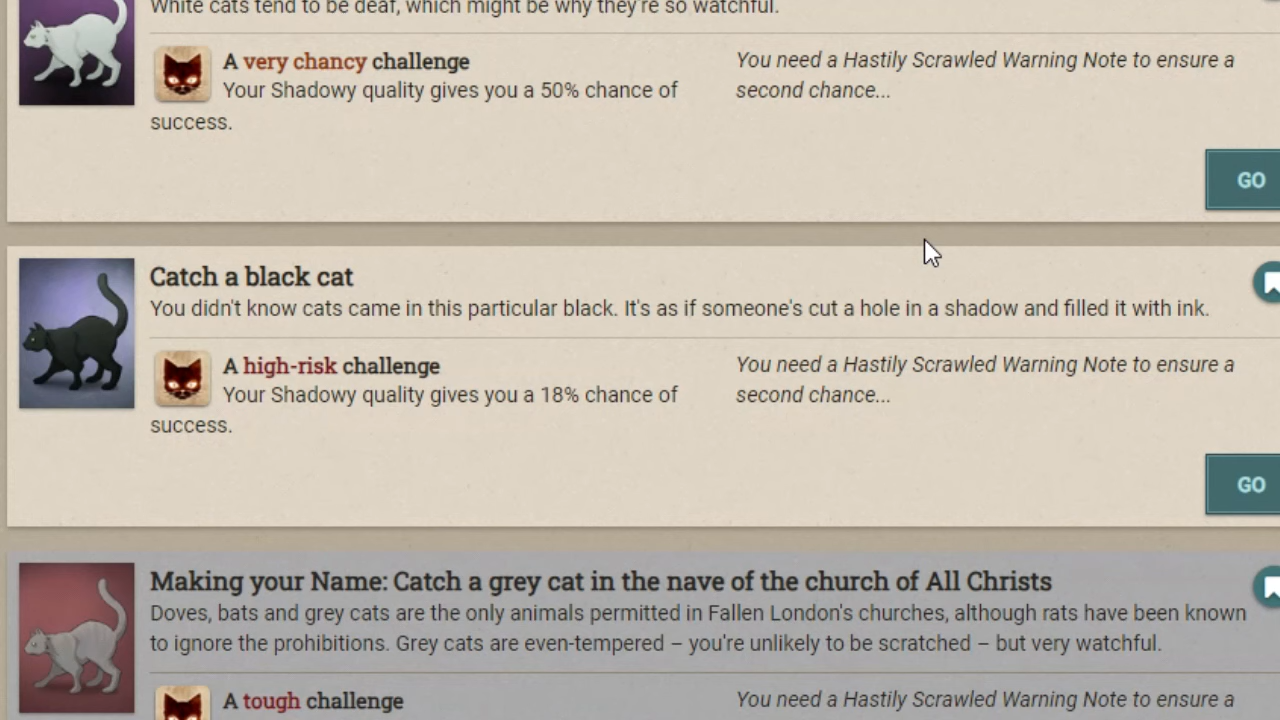 White cats tend to be deaf, which might be why they're so watchful.
A very chancy challenge
Your Shadowy quality gives you a 50% chance of
success.
You need a Hastily Scrawled Warning Note to ensure a
second chance...
GO
Catch a black cat
You didn't know cats came in this particular black. It's as if someone's cut a hole in a shadow and filled it with ink.
A high-risk challenge
Your Shadowy quality gives you a 18% chance of
success.
You need a Hastily Scrawled Warning Note to ensure a
second chance...
GO
Making your Name: Catch a grey cat in the nave of the church of All Christs
Doves, bats and grey cats are the only animals permitted in Fallen London's churches, although rats have been known
to ignore the prohibitions. Grey cats are even-tempered – you're unlikely to be scratched – but very watchful.
A tough challenge
You need a Hastily Scrawled Warning Note to ensure a